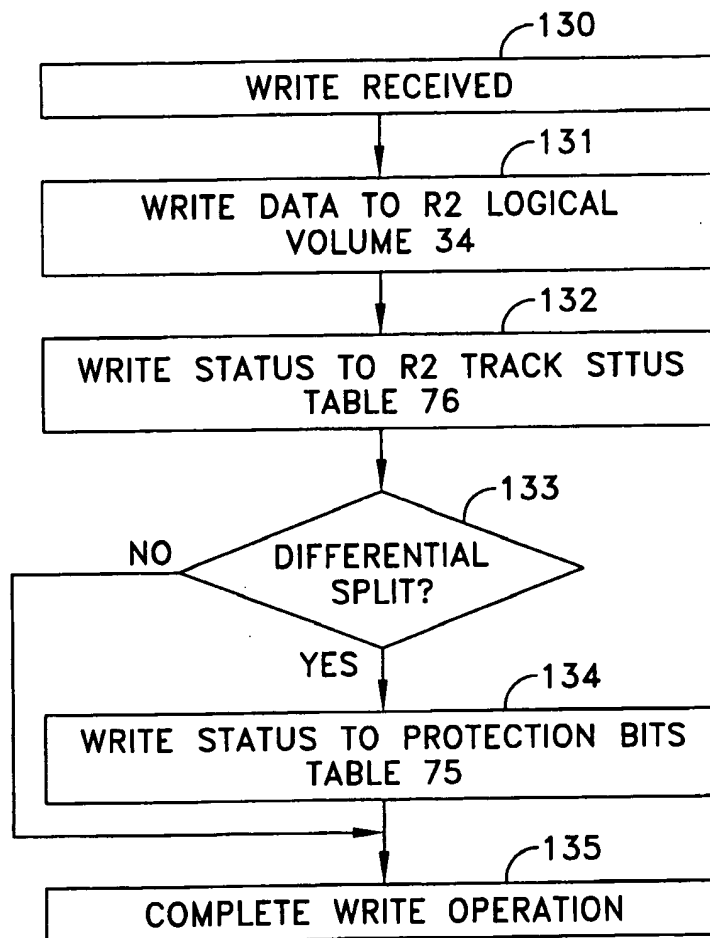 130
WRITE RECEIVED
131
WRITE DATA TO R2 LOGICAL
VOLUME 34
132
WRITE STATUS TO R2 TRACK STTUS
TABLE 76
133
NO
DIFFERENTIAL
SPLIT?
YES
134
WRITE STATUS TO PROTECTION BITS
TABLE 75
135
COMPLETE WRITE OPERATION